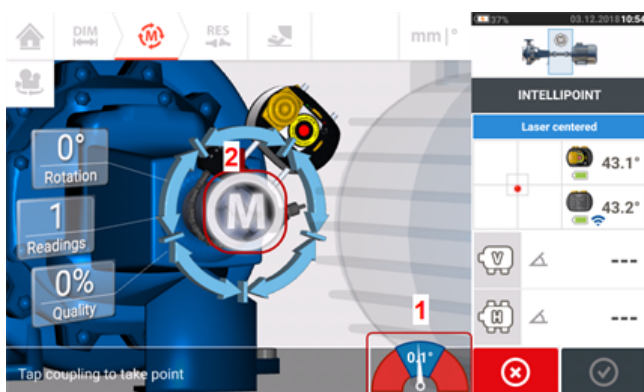 DIM
M
RES
mm|°
37%
03.12.2018 10:54
INTELLIPOINT
Laser centered
43.1°
43.2°
V
---
H
---
0°
Rotation
1
Readings
0%
Quality
2
M
1
0.1°
Tap coupling to take point